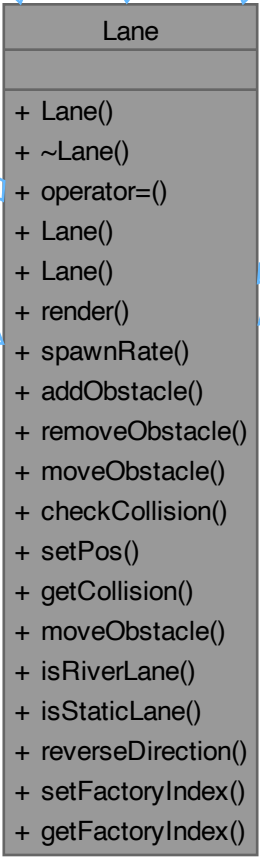 Lane
+ Lane()
+ ~Lane()
+ operator=()
+ Lane()
+ Lane()
+ render()
+ spawnRate()
+ addObstacle()
+ removeObstacle()
+ moveObstacle()
+ checkCollision()
+ setPos()
+ getCollision()
+ moveObstacle()
+ isRiverLane()
+ isStaticLane()
+ reverseDirection()
+ setFactoryIndex()
+ getFactoryIndex()